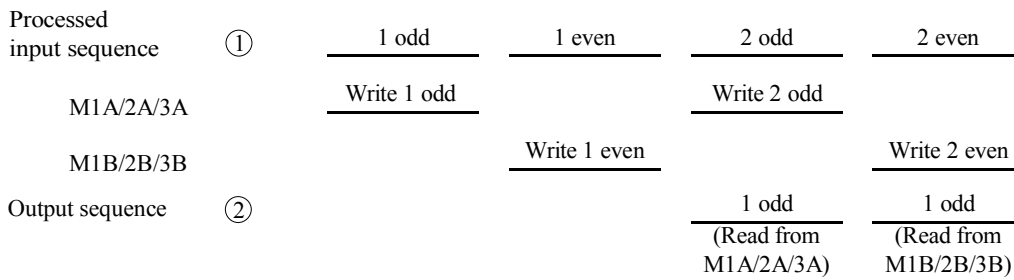 Processed
input sequence ① 1 odd 1 even 2 odd 2 even
M1A/2A/3A Write 1 odd Write 2 odd
M1B/2B/3B Write 1 even Write 2 even
Output sequence ② 1 odd 1 odd
(Read from (Read from
M1A/2A/3A) M1B/2B/3B)